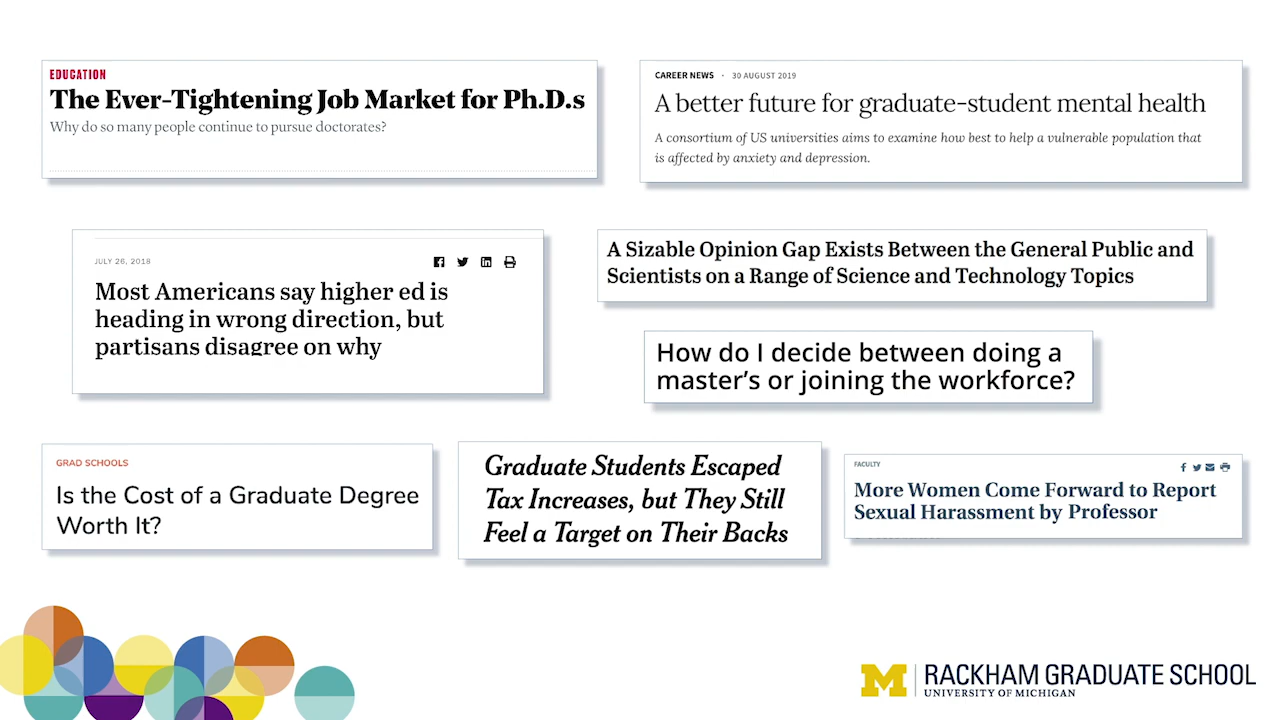 EDUCATION
The Ever-Tightening Job Market for Ph.D.s
Why do so many people continue to pursue doctorates?
CAREER NEWS · 30 AUGUST 2019
A better future for graduate-student mental health
A consortium of US universities aims to examine how best to help a vulnerable population that
is affected by anxiety and depression.
JULY 26, 2018
Most Americans say higher ed is
heading in wrong direction, but
partisans disagree on why
A Sizable Opinion Gap Exists Between the General Public and
Scientists on a Range of Science and Technology Topics
How do I decide between doing a
master's or joining the workforce?
GRAD SCHOOLS
Is the Cost of a Graduate Degree
Worth It?
Graduate Students Escaped
Tax Increases, but They Still
Feel a Target on Their Backs
FACULTY
More Women Come Forward to Report
Sexual Harassment by Professor
M
RACKHAM GRADUATE SCHOOL
UNIVERSITY OF MICHIGAN